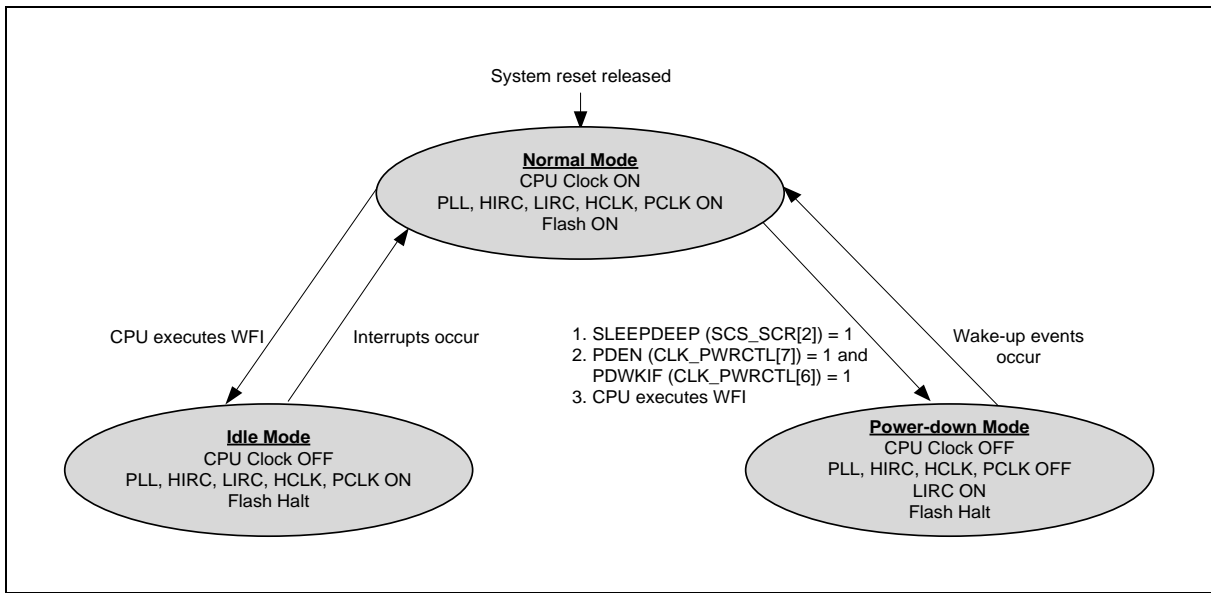 System reset released
Normal Mode
CPU Clock ON
PLL, HIRC, LIRC, HCLK, PCLK ON
Flash ON
CPU executes WFI
Interrupts occur
1. SLEEPDEEP (SCS_SCR[2]) = 1
2. PDEN (CLK_PWRCTL[7]) = 1 and
PDWKIF (CLK_PWRCTL[6]) = 1
3. CPU executes WFI
Wake-up events
occur
Idle Mode
CPU Clock OFF
PLL, HIRC, LIRC, HCLK, PCLK ON
Flash Halt
Power-down Mode
CPU Clock OFF
PLL, HIRC, HCLK, PCLK OFF
LIRC ON
Flash Halt